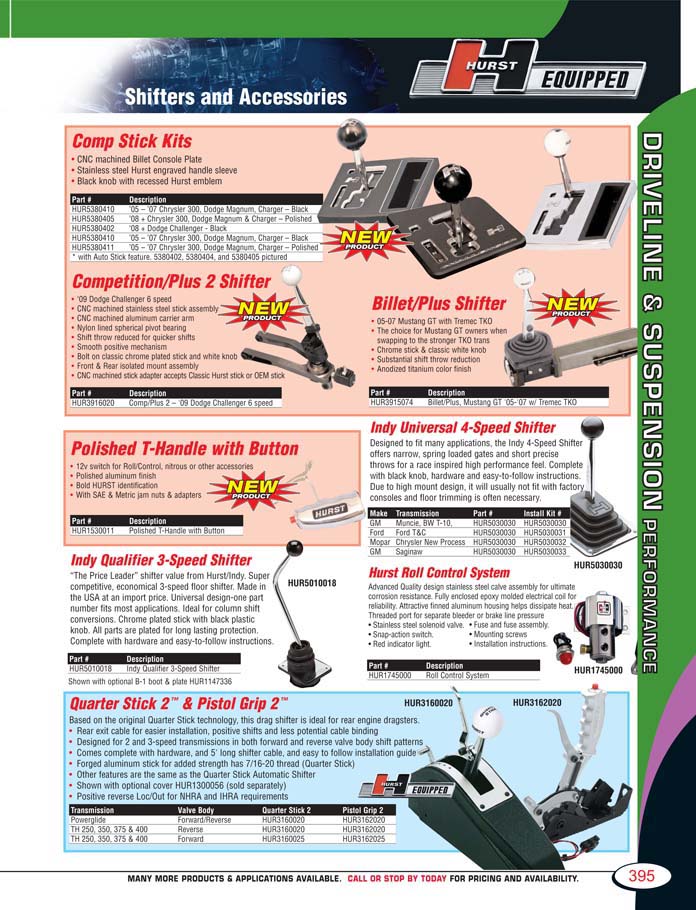 HURST
EQUIPPED
Shifters and Accessories
Comp Stick Kits
• CNC machined Billet Console Plate
• Stainless steel Hurst engraved handle sleeve
• Black knob with recessed Hurst emblem
Part # Description
HUR5380410 '05 – '07 Chrysler 300, Dodge Magnum, Charger – Black
HUR5380405 '08 + Chrysler 300, Dodge Magnum & Charger – Polished
HUR5380402 '08 + Dodge Challenger - Black
HUR5380410 '05 – '07 Chrysler 300, Dodge Magnum, Charger – Black
HUR5380411 '05 – '07 Chrysler 300, Dodge Magnum, Charger – Polished
* with Auto Stick feature. 5380402, 5380404, and 5380405 pictured
NEW
PRODUCT
Competition/Plus 2 Shifter
• '09 Dodge Challenger 6 speed
• CNC machined stainless steel stick assembly
• CNC machined aluminum carrier arm
• Nylon lined spherical pivot bearing
• Shift throw reduced for quicker shifts
• Smooth positive mechanism
• Bolt on classic chrome plated stick and white knob
• Front & Rear isolated mount assembly
• CNC machined stick adapter accepts Classic Hurst stick or OEM stick
NEW
PRODUCT
Part # Description
HUR3916020 Comp/Plus 2 – '09 Dodge Challenger 6 speed
Billet/Plus Shifter
NEW
PRODUCT
• 05-07 Mustang GT with Tremec TKO
• The choice for Mustang GT owners when
swapping to the stronger TKO trans
• Chrome stick & classic white knob
• Substantial shift throw reduction
• Anodized titanium color finish
Part # Description
HUR3915074 Billet/Plus, Mustang GT '05-'07 w/ Tremec TKO
Polished T-Handle with Button
• 12v switch for Roll/Control, nitrous or other accessories
• Polished aluminum finish
• Bold HURST identification
• With SAE & Metric jam nuts & adapters
NEW
PRODUCT
HURST
Part # Description
HUR1530011 Polished T-Handle with Button
Indy Universal 4-Speed Shifter
Designed to fit many applications, the Indy 4-Speed Shifter
offers narrow, spring loaded gates and short precise
throws for a race inspired high performance feel. Complete
with black knob, hardware and easy-to-follow instructions.
Due to high mount design, it will usually not fit with factory
consoles and floor trimming is often necessary.
Make Transmission Part # Install Kit #
GM Muncie, BW T-10, HUR5030030 HUR5030030
Ford Ford T&C HUR5030030 HUR5030031
Mopar Chrysler New Process HUR5030030 HUR5030032
GM Saginaw HUR5030030 HUR5030033
HUR5030030
Indy Qualifier 3-Speed Shifter
"The Price Leader" shifter value from Hurst/Indy. Super
competitive, economical 3-speed floor shifter. Made in
the USA at an import price. Universal design-one part
number fits most applications. Ideal for column shift
conversions. Chrome plated stick with black plastic
knob. All parts are plated for long lasting protection.
Complete with hardware and easy-to-follow instructions.
HUR5010018
Part # Description
HUR5010018 Indy Qualifier 3-Speed Shifter
Shown with optional B-1 boot & plate HUR1147336
Hurst Roll Control System
Advanced Quality design stainless steel calve assembly for ultimate
corrosion resistance. Fully enclosed epoxy molded electrical coil for
reliability. Attractive finned aluminum housing helps dissipate heat.
Threaded port for separate bleeder or brake line pressure
• Stainless steel solenoid valve. • Fuse and fuse assembly.
• Snap-action switch. • Mounting screws
• Red indicator light. • Installation instructions.
HUR1745000
Part # Description
HUR1745000 Roll Control System
Quarter Stick 2™ & Pistol Grip 2™
HUR3160020
HUR3162020
Based on the original Quarter Stick technology, this drag shifter is ideal for rear engine dragsters.
• Rear exit cable for easier installation, positive shifts and less potential cable binding
• Designed for 2 and 3-speed transmissions in both forward and reverse valve body shift patterns
• Comes complete with hardware, and 5' long shifter cable, and easy to follow installation guide
• Forged aluminum stick for added strength has 7/16-20 thread (Quarter Stick)
• Other features are the same as the Quarter Stick Automatic Shifter
• Shown with optional cover HUR1300056 (sold separately)
• Positive reverse Loc/Out for NHRA and IHRA requirements
HURST
EQUIPPED
Transmission Valve Body Quarter Stick 2 Pistol Grip 2
Powerglide Forward/Reverse HUR3160020 HUR3162020
TH 250, 350, 375 & 400 Reverse HUR3160020 HUR3162020
TH 250, 350, 375 & 400 Forward HUR3160025 HUR3162025
DRIVELINE & SUSPENSION PERFORMANCE
MANY MORE PRODUCTS & APPLICATIONS AVAILABLE. CALL OR STOP BY TODAY FOR PRICING AND AVAILABILITY.
395